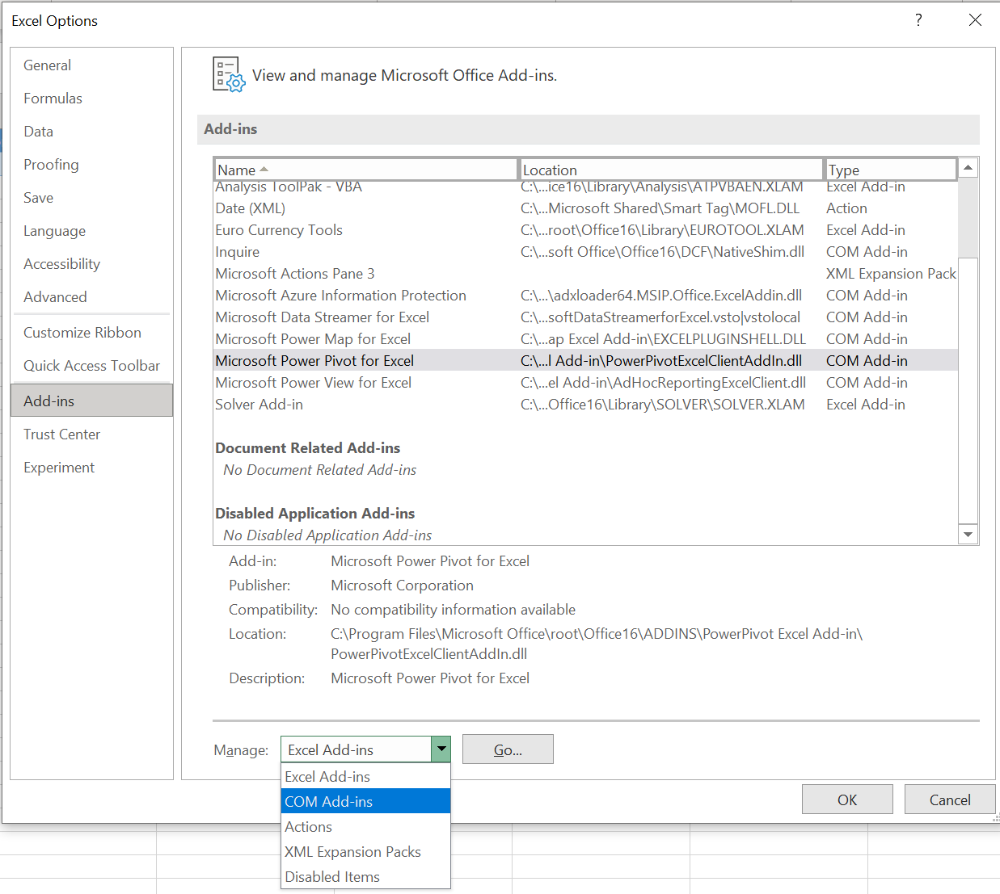 Excel Options
?
General
Formulas
Data
Proofing
Save
Language
Accessibility
Advanced
Customize Ribbon
Quick Access Toolbar
Add-ins
Trust Center
Experiment
View and manage Microsoft Office Add-ins.
Add-ins
Name Location Type
Analysis ToolPak - VBA C:\...ice16\Library\Analysis\ATPVBAEN.XLAM Excel Add-in
Date (XML) C:\...Microsoft Shared\Smart Tag\MOFL.DLL Action
Euro Currency Tools C:\...root\Office16\Library\EUROTOOL.XLAM Excel Add-in
Inquire C:\...soft Office\Office16\DCF\NativeShim.dll COM Add-in
Microsoft Actions Pane 3 XML Expansion Pack
Microsoft Azure Information Protection C:\...\adxloader64.MSIP.Office.ExcelAddin.dll COM Add-in
Microsoft Data Streamer for Excel C:\...softDataStreamerforExcel.vsto|vstolocal COM Add-in
Microsoft Power Map for Excel C:\...ap Excel Add-in\EXCELPLUGINSHELL.DLL COM Add-in
Microsoft Power Pivot for Excel C:\...l Add-in\PowerPivotExcelClientAddIn.dll COM Add-in
Microsoft Power View for Excel C:\...el Add-in\AdHocReportingExcelClient.dll COM Add-in
Solver Add-in C:\...Office16\Library\SOLVER\SOLVER.XLAM Excel Add-in
Document Related Add-ins
No Document Related Add-ins
Disabled Application Add-ins
No Disabled Application Add-ins
Add-in: Microsoft Power Pivot for Excel
Publisher: Microsoft Corporation
Compatibility: No compatibility information available
Location: C:\Program Files\Microsoft Office\root\Office16\ADDINS\PowerPivot Excel Add-in\
PowerPivotExcelClientAddIn.dll
Description: Microsoft Power Pivot for Excel
Manage: Excel Add-ins Go...
Excel Add-ins
COM Add-ins
Actions
XML Expansion Packs
Disabled Items
OK Cancel